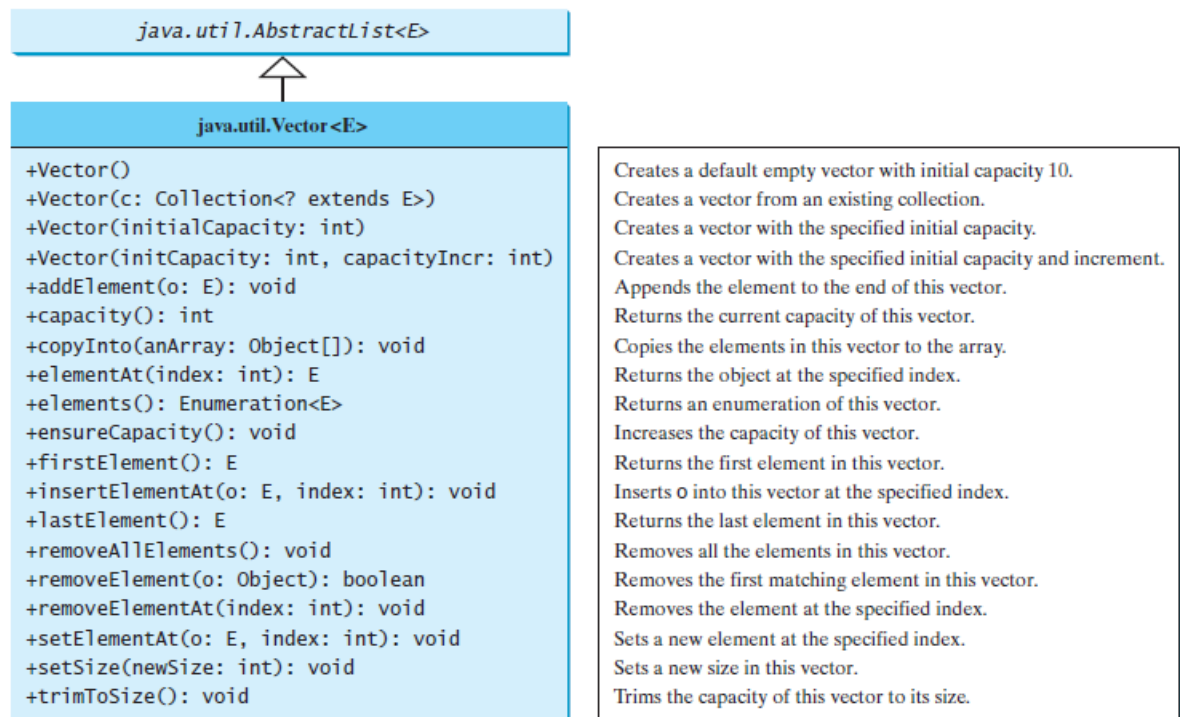 java.util.AbstractList<E>
java.util.Vector<E>
+Vector()
+Vector(c: Collection<? extends E>)
+Vector(initialCapacity: int)
+Vector(initCapacity: int, capacityIncr: int)
+addElement(o: E): void
+capacity(): int
+copyInto(anArray: Object[]): void
+elementAt(index: int): E
+elements(): Enumeration<E>
+ensureCapacity(): void
+firstElement(): E
+insertElementAt(o: E, index: int): void
+lastElement(): E
+removeAllElements(): void
+removeElement(o: Object): boolean
+removeElementAt(index: int): void
+setElementAt(o: E, index: int): void
+setSize(newSize: int): void
+trimToSize(): void
Creates a default empty vector with initial capacity 10.
Creates a vector from an existing collection.
Creates a vector with the specified initial capacity.
Creates a vector with the specified initial capacity and increment.
Appends the element to the end of this vector.
Returns the current capacity of this vector.
Copies the elements in this vector to the array.
Returns the object at the specified index.
Returns an enumeration of this vector.
Increases the capacity of this vector.
Returns the first element in this vector.
Inserts o into this vector at the specified index.
Returns the last element in this vector.
Removes all the elements in this vector.
Removes the first matching element in this vector.
Removes the element at the specified index.
Sets a new element at the specified index.
Sets a new size in this vector.
Trims the capacity of this vector to its size.